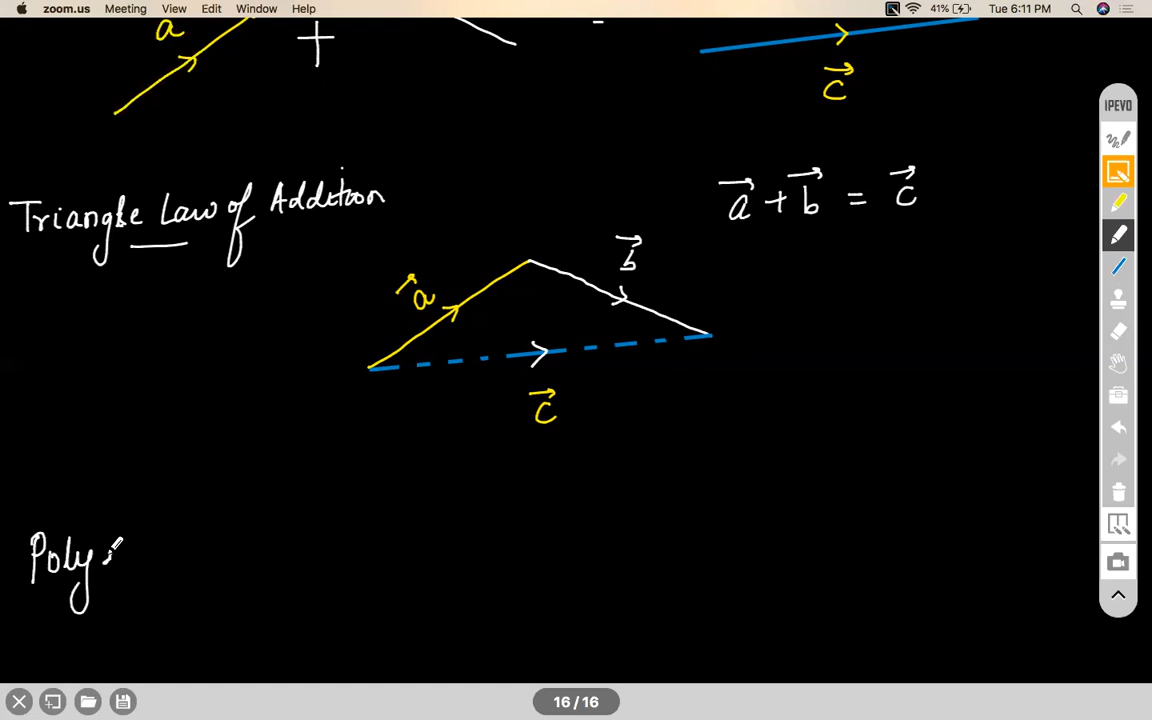 zoom.us Meeting View Edit Window Help 41% Tue 6:11 PM
a
+
c⃗
IPEVO
Triangle Law of Addition
a⃗ + b⃗ = c⃗
b⃗
a⃗
c⃗
Poly
16 / 16